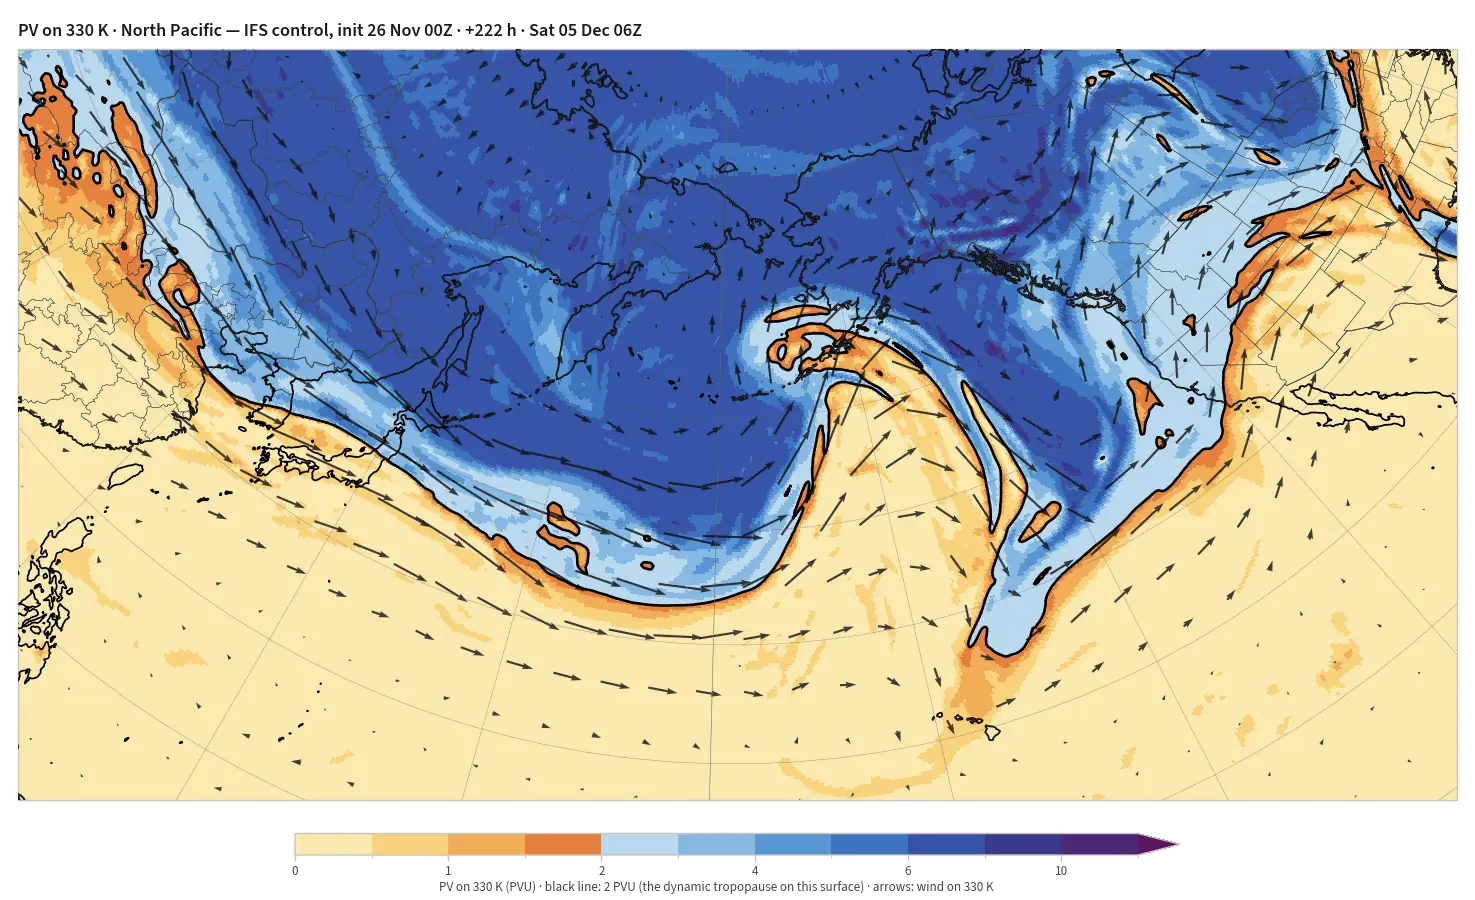 PV on 330 K · North Pacific — IFS control, init 26 Nov 00Z · +222 h · Sat 05 Dec 06Z
0 1 2 4 6 10
PV on 330 K (PVU) · black line: 2 PVU (the dynamic tropopause on this surface) · arrows: wind on 330 K